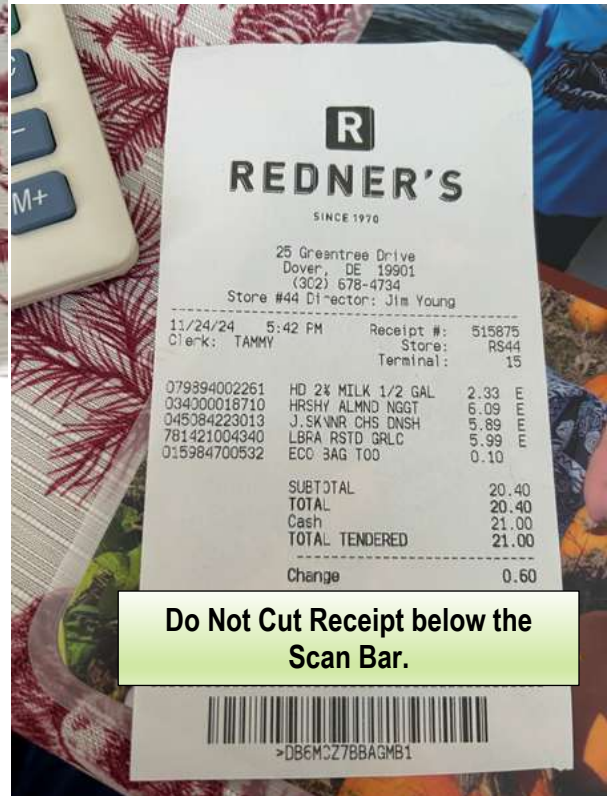 M+
R
REDNER'S
SINCE 1970
25 Greentree Drive
Dover, DE 19901
(302) 678-4734
Store #44 Director: Jim Young
11/24/24 5:42 PM Receipt #: 515875
Clerk: TAMMY Store: RS44
Terminal: 15
079894002261 HD 2% MILK 1/2 GAL 2.33 E
034000018710 HRSHY ALMND NGGT 6.09 E
045084223013 J.SKNNR CHS DNSH 5.89 E
781421004340 LBRA RSTD GRLC 5.99 E
015984700532 ECO BAG TOO 0.10
SUBTOTAL 20.40
TOTAL 20.40
Cash 21.00
TOTAL TENDERED 21.00
Change 0.60
Do Not Cut Receipt below the
Scan Bar.
>DB6MCZ7BBAGMB1